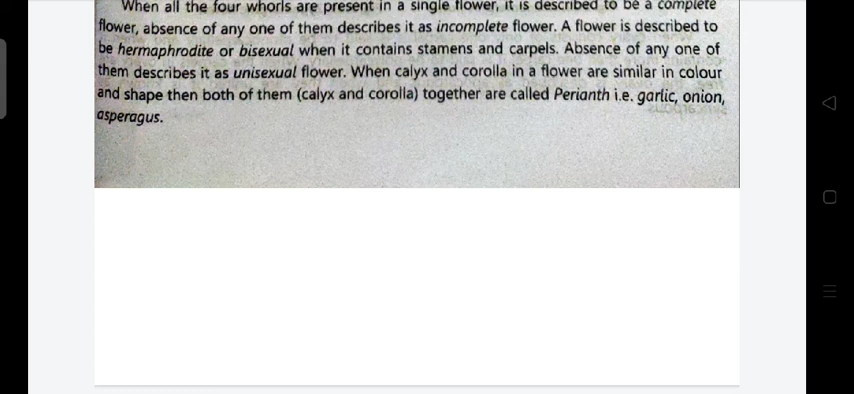 When all the four whorls are present in a single flower, it is described to be a complete
flower, absence of any one of them describes it as incomplete flower. A flower is described to
be hermaphrodite or bisexual when it contains stamens and carpels. Absence of any one of
them describes it as unisexual flower. When calyx and corolla in a flower are similar in colour
and shape then both of them (calyx and corolla) together are called Perianth i.e. garlic, onion,
asperagus.